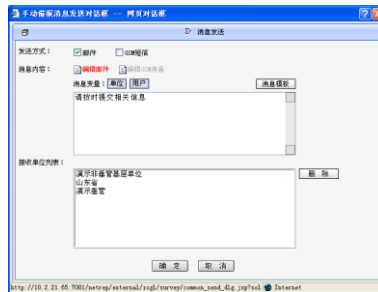 手动催报消息发送对话框 -- 网页对话框
消息发送
发送方式：
邮件
GSM短信
消息内容：
编辑邮件
编辑GSM消息
消息变量：
单位
用户
消息模板
请按时提交相关信息
接收单位列表：
演示非垂管基层单位
山东省
演示垂管
删 除
确 定
取 消
http://10.2.21.65:7001/netrep/external/rcgl/survey/common_send_dlg.jsp?sol
Internet